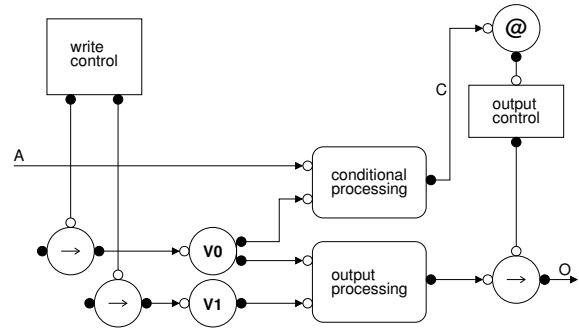 @
write
control
C
output
control
A
conditional
processing
→
V0
output
processing
O
→
→
V1